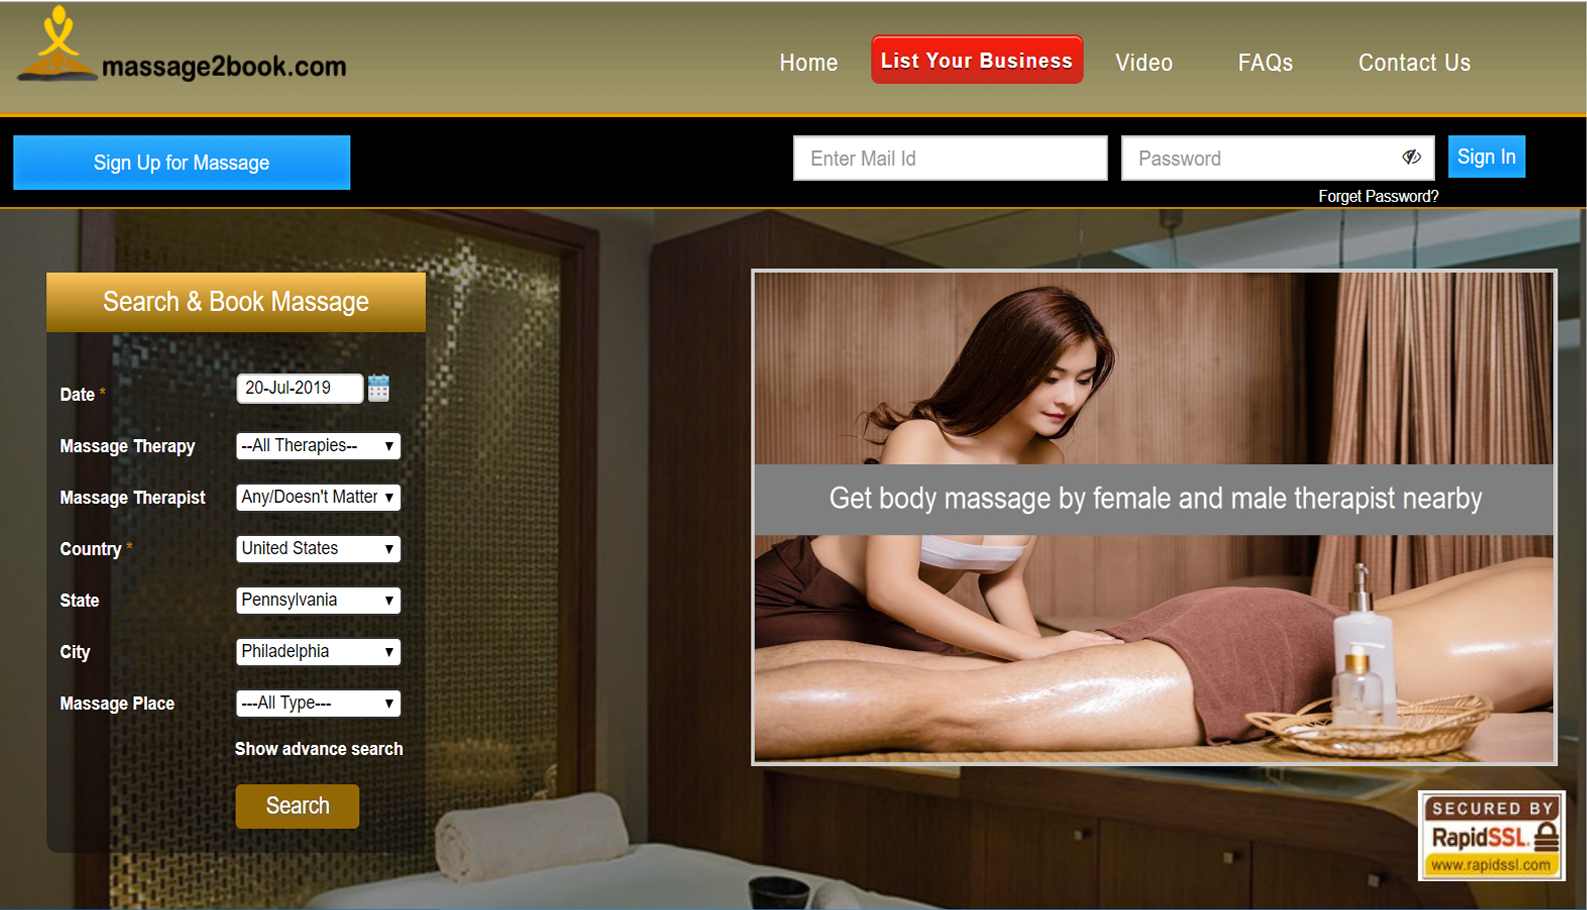 massage2book.com
Home
List Your Business
Video
FAQs
Contact Us
Sign Up for Massage
Enter Mail Id
Password
Sign In
Forget Password?
Search & Book Massage
Date *
20-Jul-2019
Massage Therapy
--All Therapies--
Massage Therapist
Any/Doesn't Matter
Country *
United States
State
Pennsylvania
City
Philadelphia
Massage Place
---All Type---
Show advance search
Search
Get body massage by female and male therapist nearby
SECURED BY
RapidSSL.
www.rapidssl.com